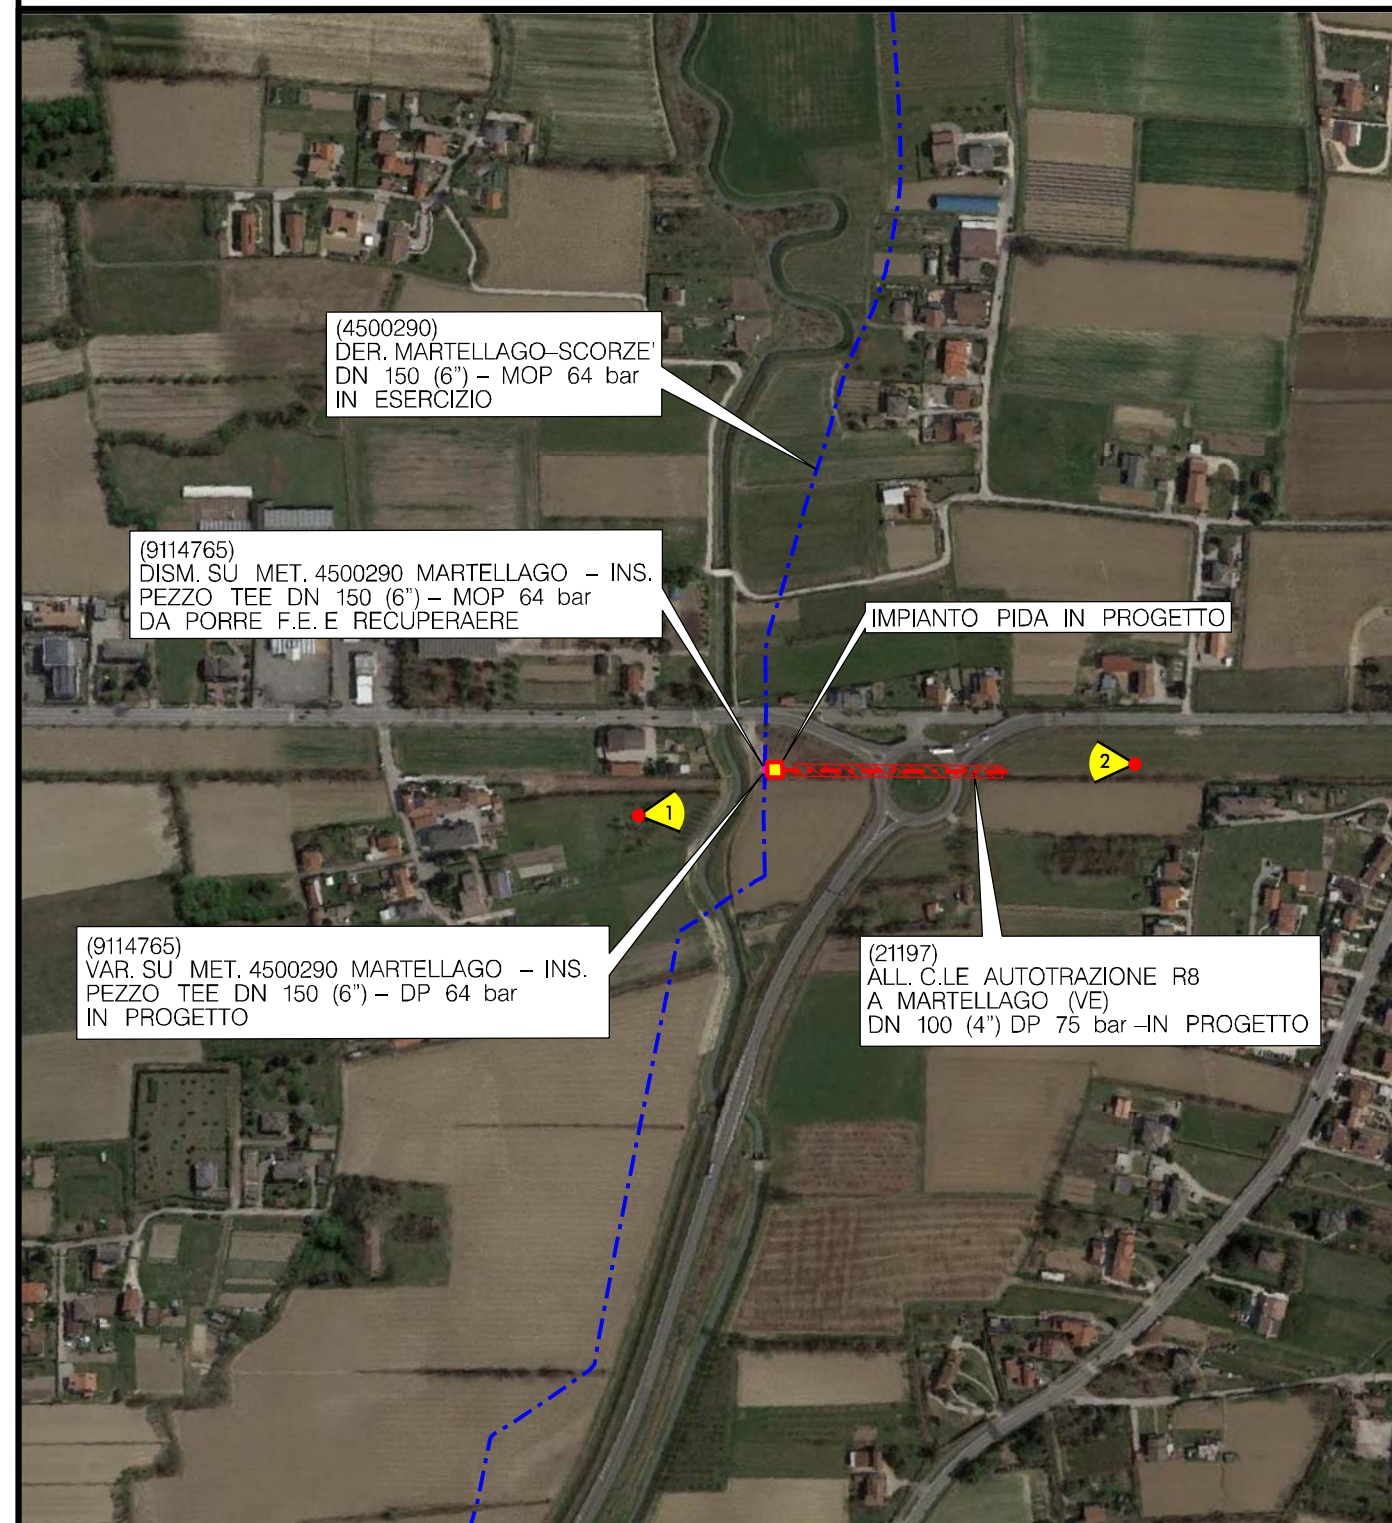 (4500290)
DER. MARTELLAGO–SCORZE'
DN 150 (6") – MOP 64 bar
IN ESERCIZIO
(9114765)
DISM. SU MET. 4500290 MARTELLAGO – INS.
PEZZO TEE DN 150 (6") – MOP 64 bar
DA PORRE F.E. E RECUPERAERE
IMPIANTO PIDA IN PROGETTO
2
1
(9114765)
VAR. SU MET. 4500290 MARTELLAGO – INS.
PEZZO TEE DN 150 (6") – DP 64 bar
IN PROGETTO
(21197)
ALL. C.LE AUTOTRAZIONE R8
A MARTELLAGO (VE)
DN 100 (4") DP 75 bar –IN PROGETTO